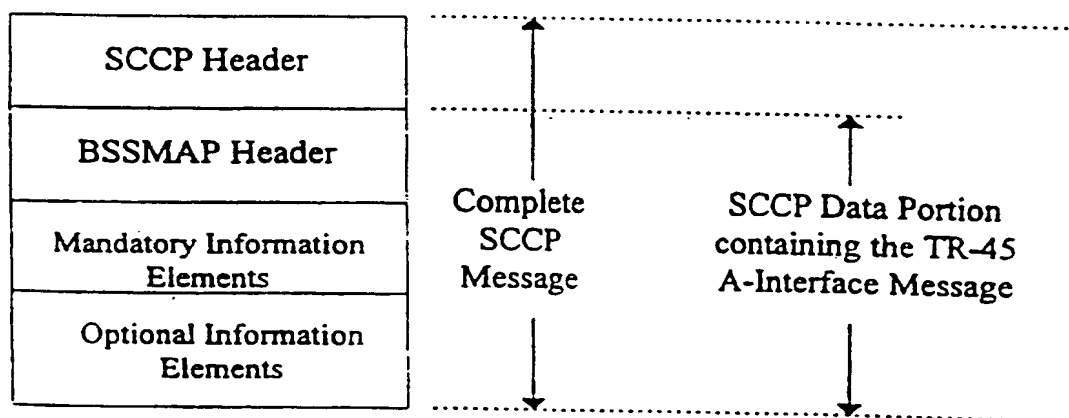 SCCP Header
BSSMAP Header
Mandatory Information
Elements
Optional Information
Elements
Complete
SCCP
Message
SCCP Data Portion
containing the TR-45
A-Interface Message